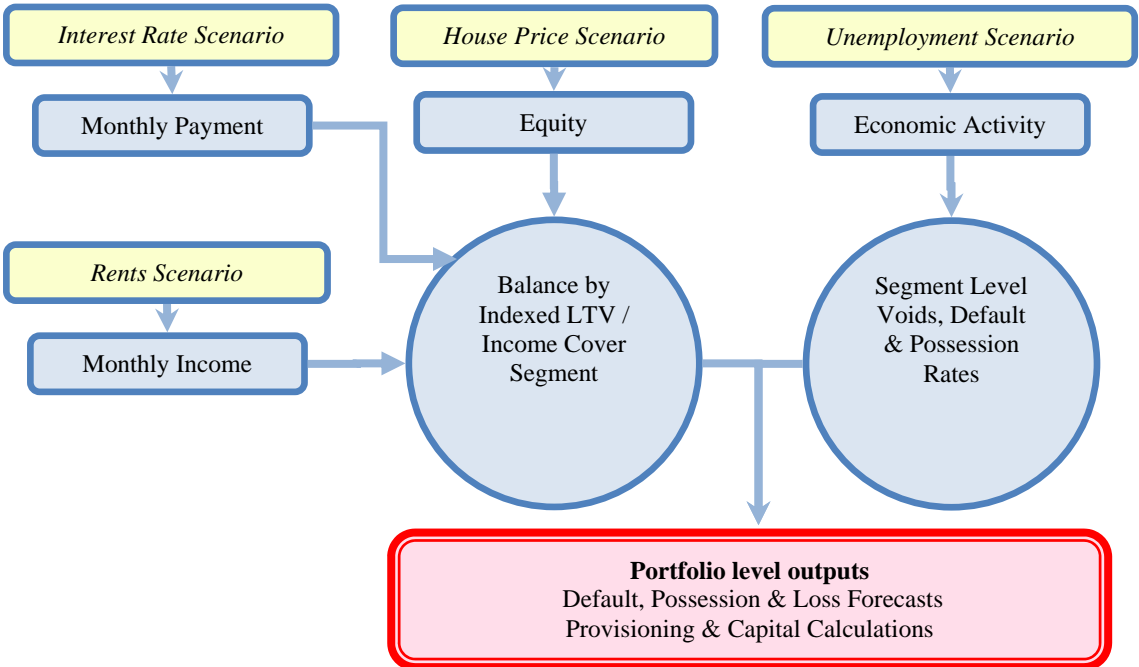 Interest Rate Scenario
House Price Scenario
Unemployment Scenario
Monthly Payment
Equity
Economic Activity
Rents Scenario
Monthly Income
Balance by
Indexed LTV /
Income Cover
Segment
Segment Level
Voids, Default
& Possession
Rates
Portfolio level outputs
Default, Possession & Loss Forecasts
Provisioning & Capital Calculations